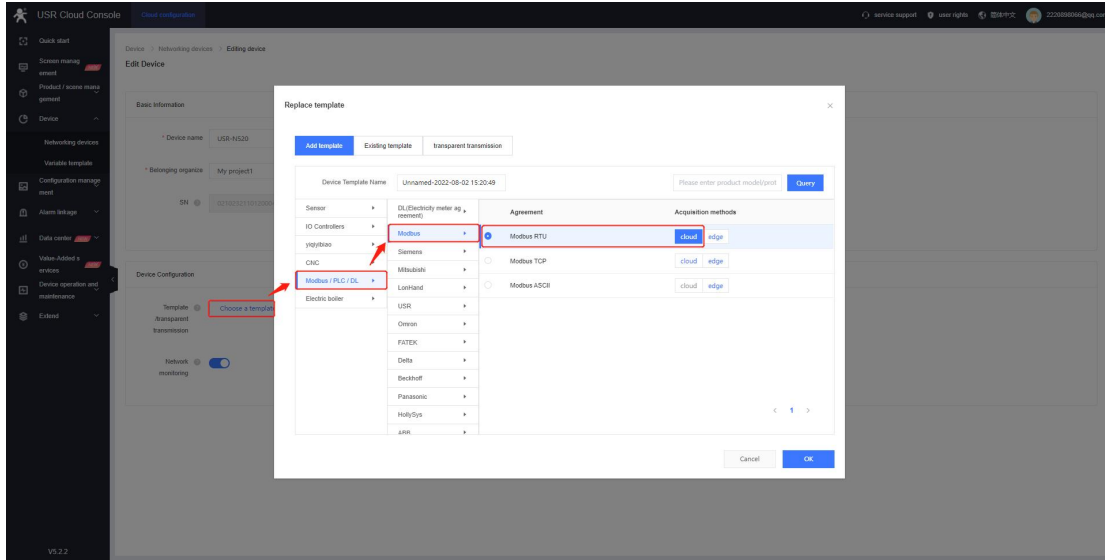 USR Cloud Console
Cloud configuration
service support
user rights
简体中文
Quick start
Screen manag
ement
Product / scene mana
gement
Device
Networking devices
Variable template
Configuration manage
ment
Alarm linkage
Data center
Value-Added s
ervices
Device operation and
maintenance
Extend
V5.2.2
Device > Networking devices > Editing device
Edit Device
Basic Information
* Device name
USR-N520
* Belonging organize
My project1
SN
Device Configuration
Template
/transparent
transmission
Choose a templat
Network
monitoring
Replace template
Add template
Existing template
transparent transmission
Device Template Name
Unnamed-2022-08-02 15:20:49
Please enter product model/prot
Query
Sensor
IO Controllers
yiqiyibiao
CNC
Modbus / PLC / DL
Electric boiler
DL(Electricity meter ag
reement)
Modbus
Siemens
Mitsubishi
LonHand
USR
Omron
FATEK
Delta
Beckhoff
Panasonic
HollySys
ABB
Agreement
Acquisition methods
Modbus RTU
cloud
edge
Modbus TCP
cloud
edge
Modbus ASCII
cloud
edge
< 1 >
Cancel
OK